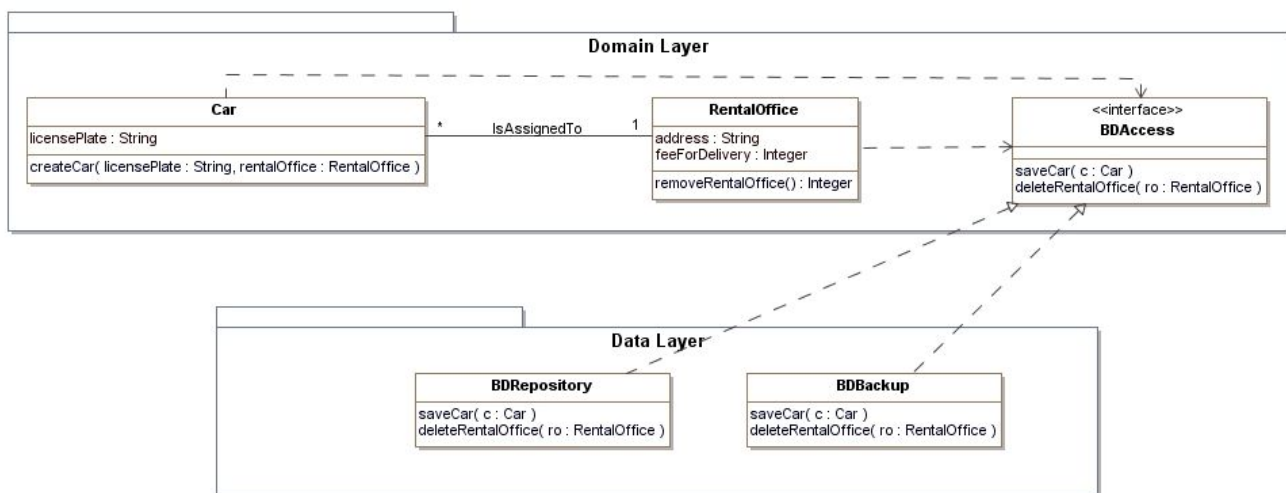 Domain Layer
Car
licensePlate : String
createCar( licensePlate : String, rentalOffice : RentalOffice )
* IsAssignedTo 1
RentalOffice
address : String
feeForDelivery : Integer
removeRentalOffice() : Integer
<<interface>>
BDAccess
saveCar( c : Car )
deleteRentalOffice( ro : RentalOffice )
Data Layer
BDRepository
saveCar( c : Car )
deleteRentalOffice( ro : RentalOffice )
BDBackup
saveCar( c : Car )
deleteRentalOffice( ro : RentalOffice )